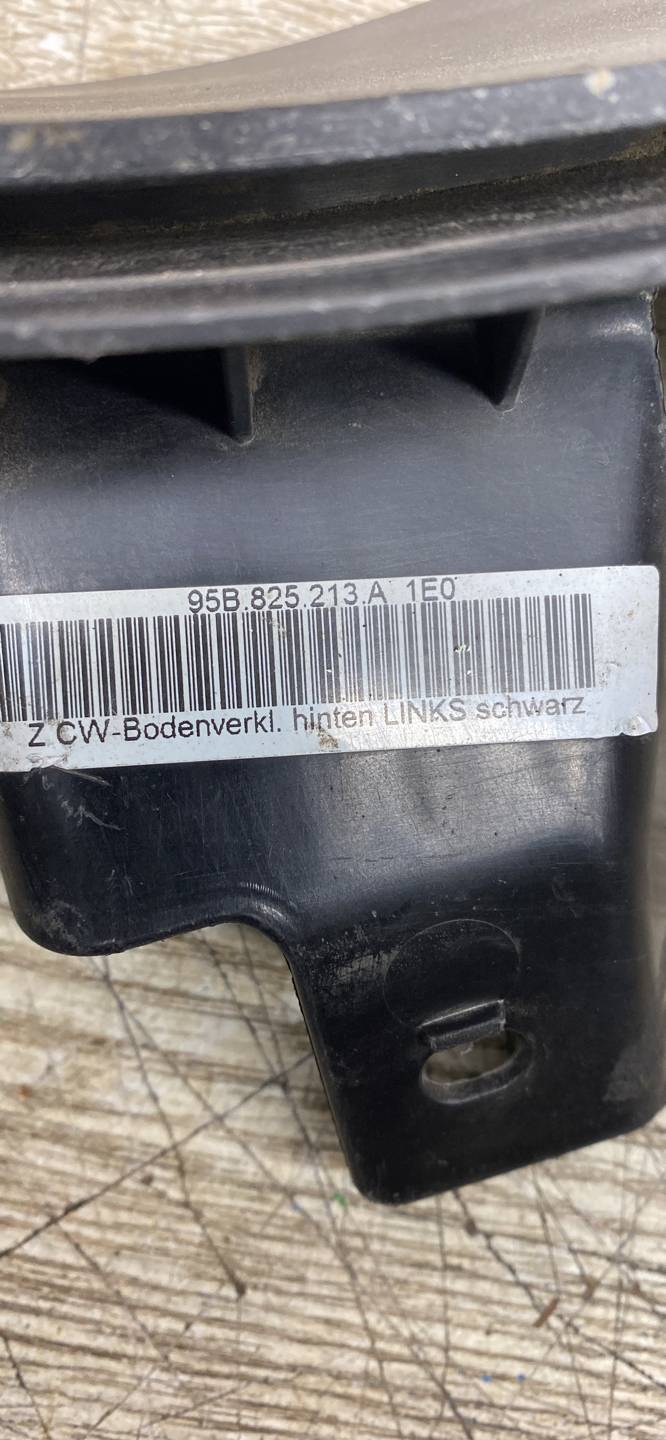 95B.825.213.A 1E0
Z CW-Bodenverkl. hinten LINKS schwarz